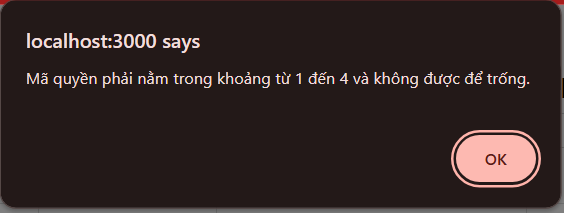 localhost:3000 says
Mã quyền phải nằm trong khoảng từ 1 đến 4 và không được để trống.
OK